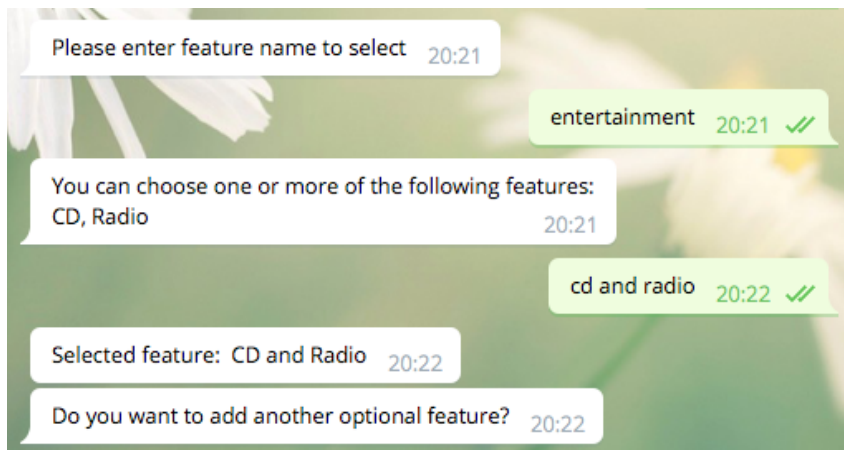 Please enter feature name to select 20:21
entertainment 20:21
You can choose one or more of the following features:
CD, Radio 20:21
cd and radio 20:22
Selected feature:  CD and Radio 20:22
Do you want to add another optional feature? 20:22